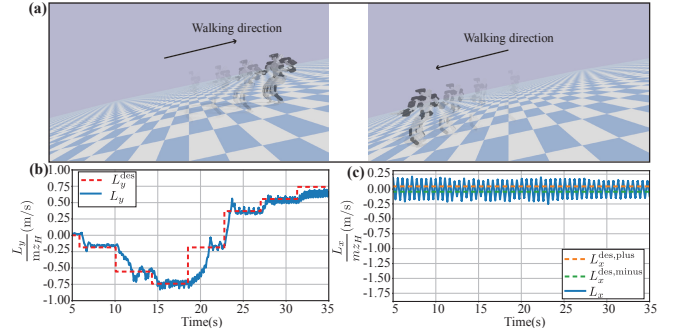 (a)
Walking direction
Walking direction
(b)
1.00
0.75
0.50
0.25
0.00
-0.25
-0.50
-0.75
-1.00
L_y/mz_H (m/s)
L_y^des
L_y
5 10 15 20 25 30 35
Time(s)
(c)
0.25
0.00
-0.25
-0.50
-0.75
-1.00
-1.25
-1.50
-1.75
L_x/mz_H (m/s)
L_x^des,plus
L_x^des,minus
L_x
5 10 15 20 25 30 35
Time(s)